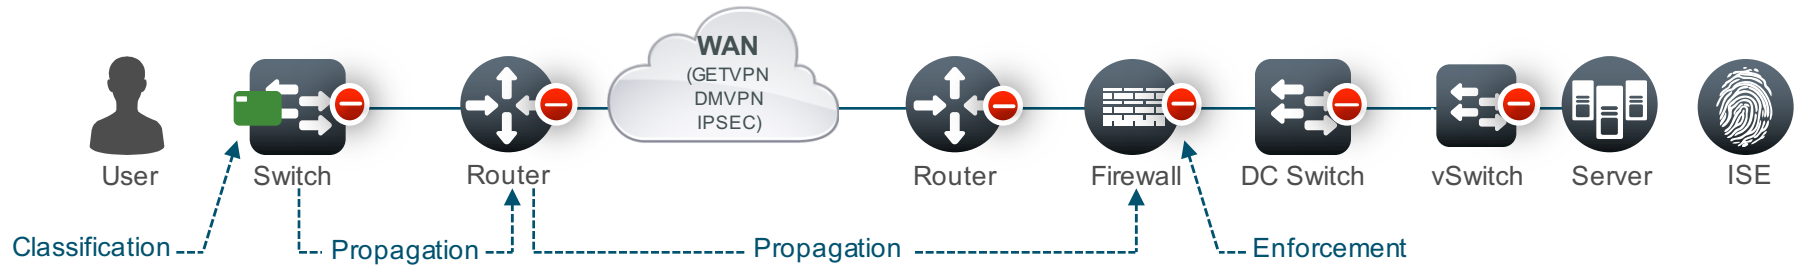 WAN
(GETVPN
DMVPN
IPSEC)
User
Switch
Router
Router
Firewall
DC Switch
vSwitch
Server
ISE
Classification
Propagation
Propagation
Enforcement